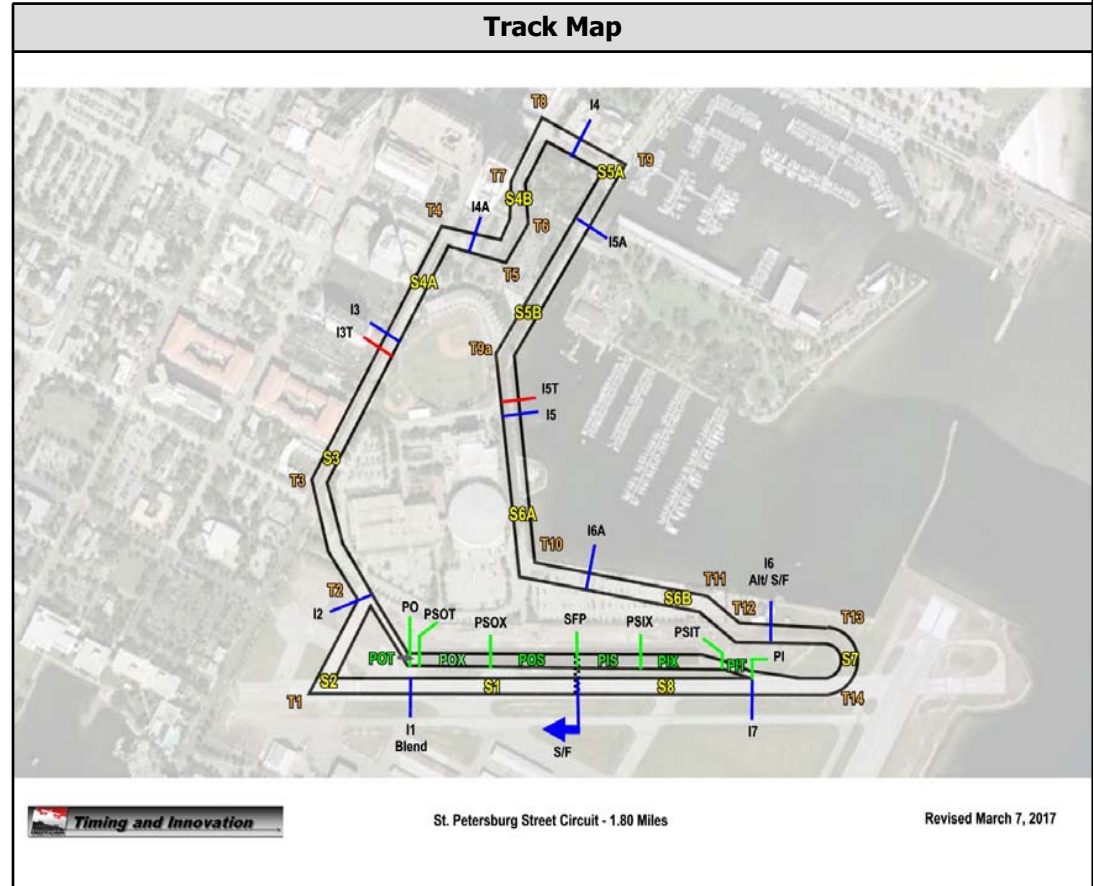 Track Map
T8
I4
T9
S5A
T7
S4B
I4A
T4
T6
I5A
T5
S4A
S5B
I3
I3T
T9a
I5T
I5
S3
T3
S6A
T10
I6A
I6
Alt/ S/F
T11
S6B
T12
T13
T2
I2
PO
PSOT
PSOX
SFP
PSIX
PSIT
PI
POT
POX
POS
PIS
PIX
PIT
S7
S2
S1
S8
T1
T14
I1
Blend
S/F
I7
Timing and Innovation
St. Petersburg Street Circuit - 1.80 Miles
Revised March 7, 2017